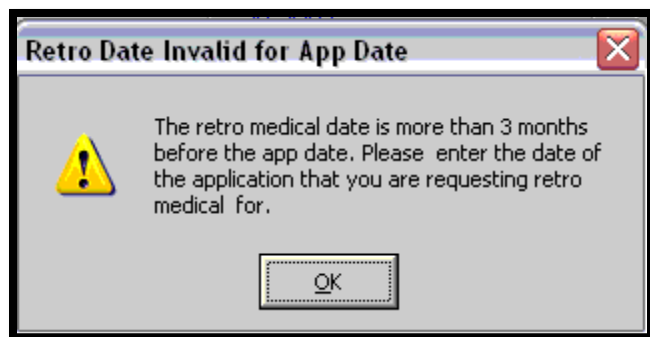 Retro Date Invalid for App Date
The retro medical date is more than 3 months
before the app date. Please  enter the date of
the application that you are requesting retro
medical  for.
OK